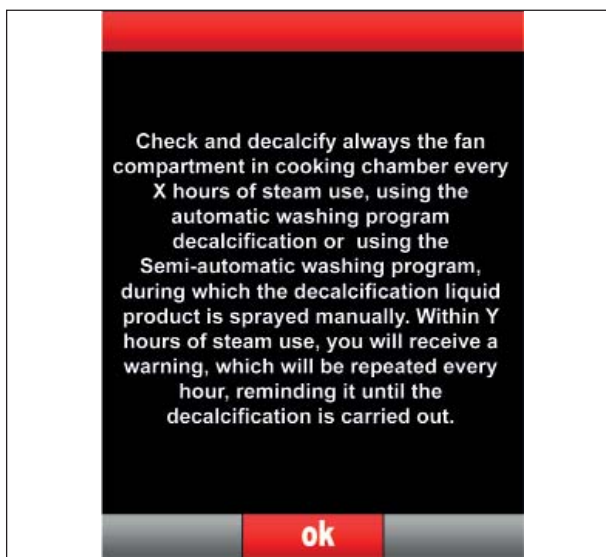 Check and decalcify always the fan
compartment in cooking chamber every
X hours of steam use, using the
automatic washing program
decalcification or using the
Semi-automatic washing program,
during which the decalcification liquid
product is sprayed manually. Within Y
hours of steam use, you will receive a
warning, which will be repeated every
hour, reminding it until the
decalcification is carried out.
ok